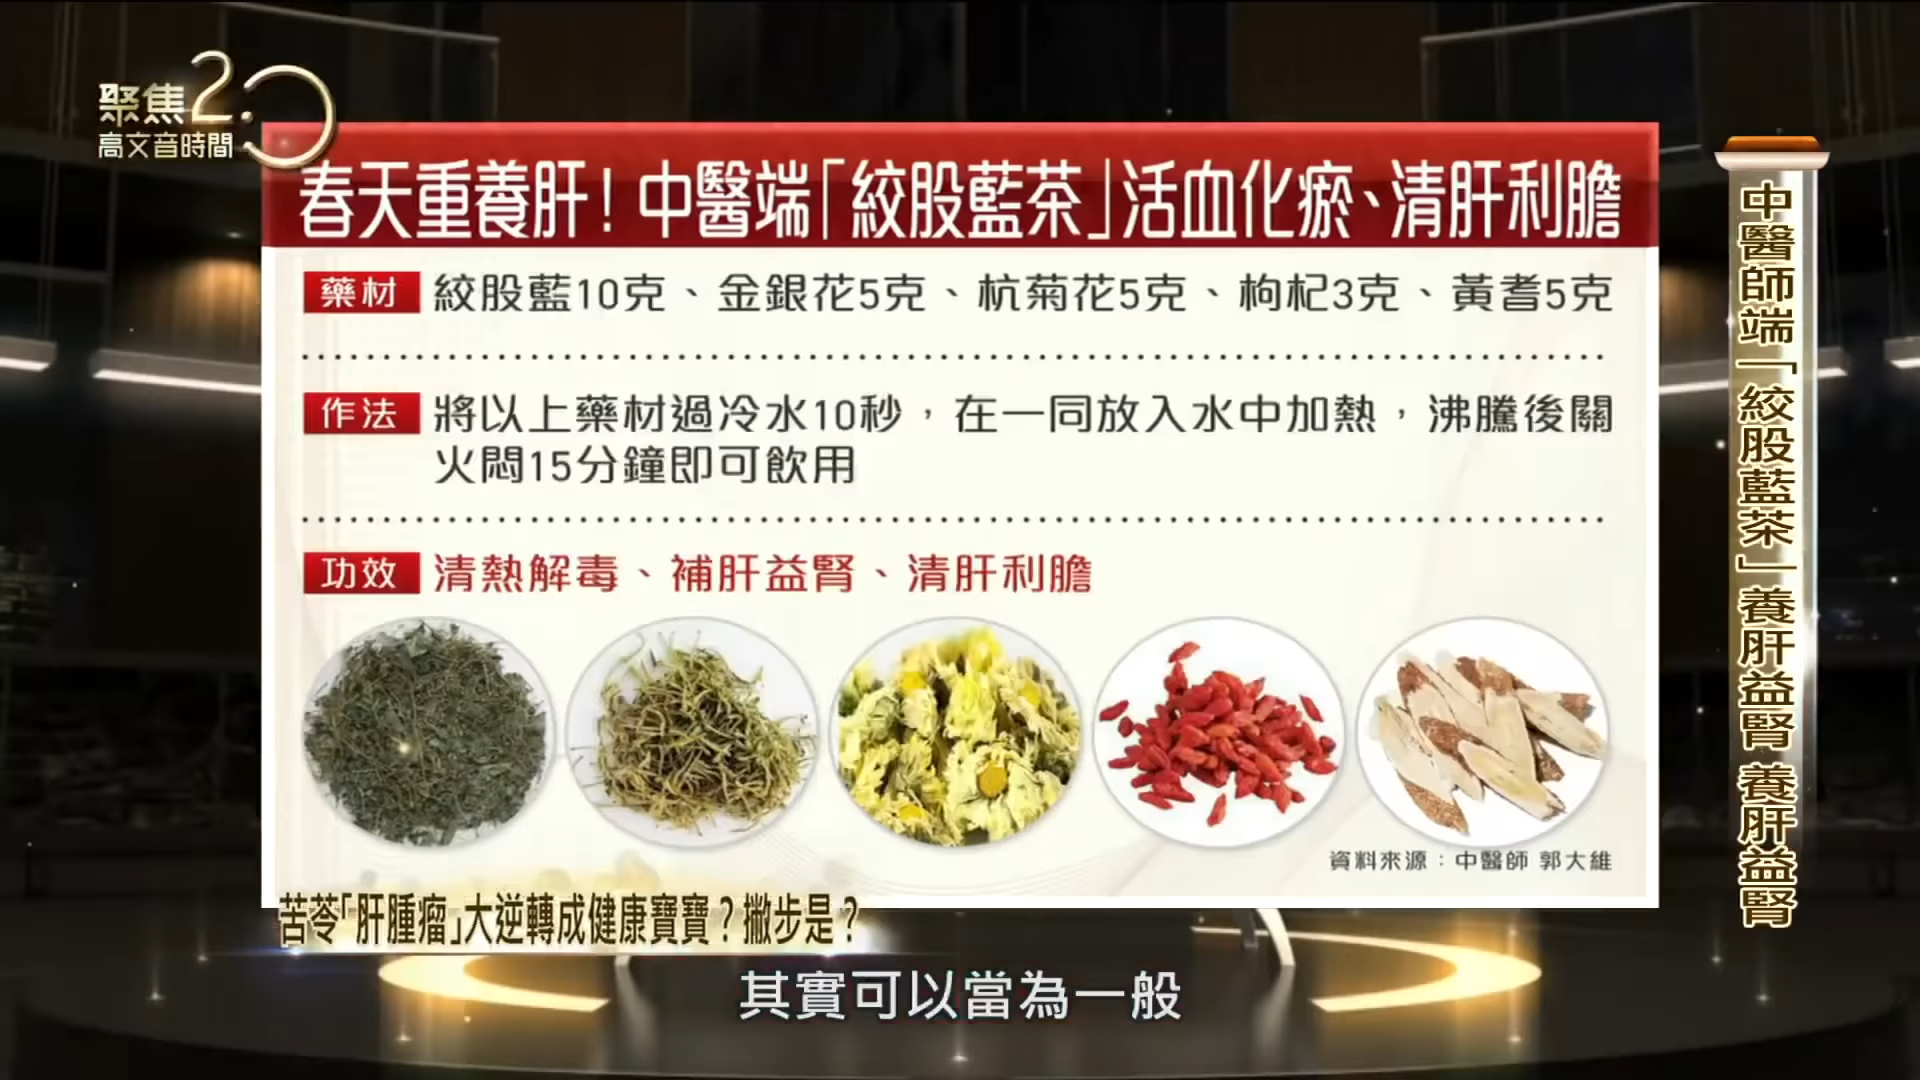 聚焦2.0
高文音時間
春天重養肝!中醫端「絞股藍茶」活血化瘀、清肝利膽
藥材 絞股藍10克、金銀花5克、杭菊花5克、枸杞3克、黃耆5克
作法 將以上藥材過冷水10秒,在一同放入水中加熱,沸騰後關
火悶15分鐘即可飲用
功效 清熱解毒、補肝益腎、清肝利膽
資料來源:中醫師 郭大維
中醫師端「絞股藍茶」養肝益腎 養肝益腎
苦苓「肝腫瘤」大逆轉成健康寶寶?撇步是?
其實可以當為一般